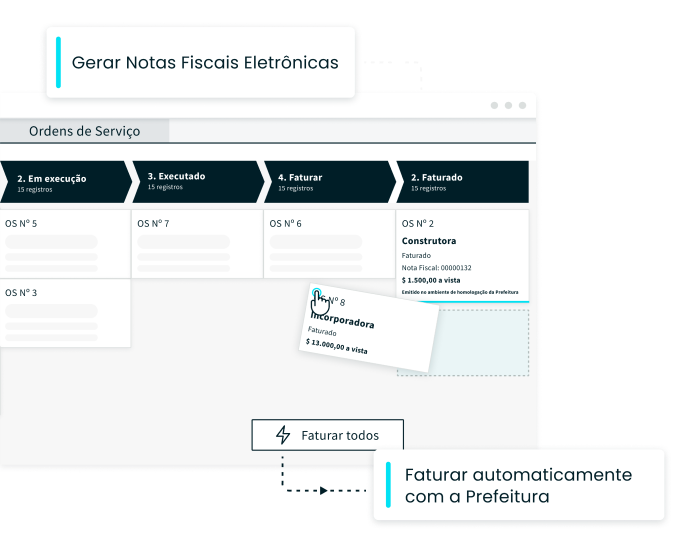 Gerar Notas Fiscais Eletrônicas
Ordens de Serviço
2. Em execução
15 registros
3. Executado
15 registros
4. Faturar
15 registros
2. Faturado
15 registros
OS Nº 5
OS Nº 7
OS Nº 6
OS Nº 2
Construtora
Faturado
Nota Fiscal: 00000132
$ 1.500,00 a vista
Emitido no ambiente de homologação da Prefeitura
OS Nº 3
OS Nº 8
Incorporadora
Faturado
$ 13.000,00 a vista
Faturar todos
Faturar automaticamente
com a Prefeitura